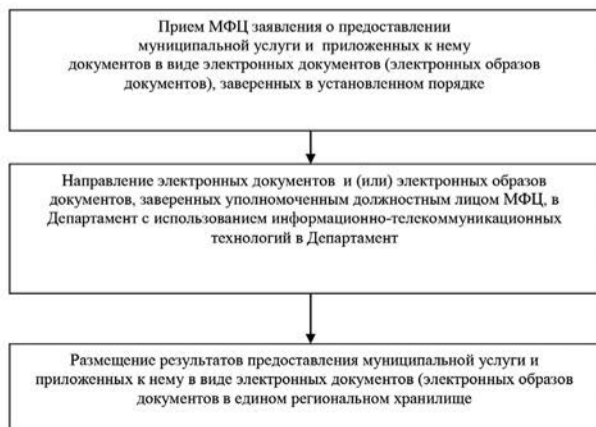 Прием МФЦ заявления о предоставлении
муниципальной услуги и приложенных к нему
документов в виде электронных документов (электронных образов
документов), заверенных в установленном порядке
Направление электронных документов и (или) электронных образов
документов, заверенных уполномоченным должностным лицом МФЦ, в
Департамент с использованием информационно-телекоммуникационных
технологий в Департамент
Размещение результатов предоставления муниципальной услуги и
приложенных к нему в виде электронных документов (электронных образов
документов в едином региональном хранилище